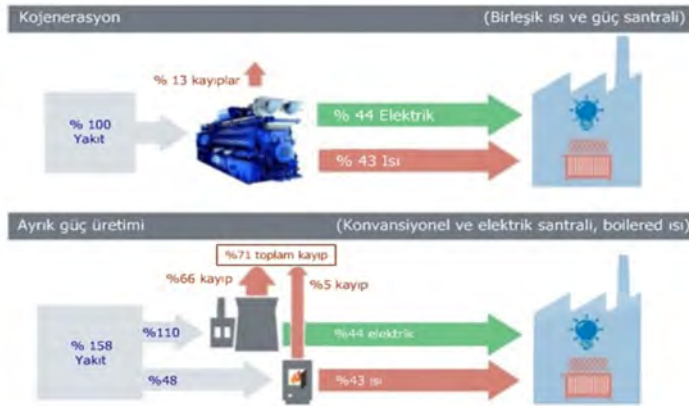 Kojenerasyon (Birleşik ısı ve güç santrali)
% 13 kayıplar
% 100
Yakıt
% 44 Elektrik
% 43 Isı
Ayrık güç üretimi (Konvansiyonel ve elektrik santrali, boilered ısı)
%71 toplam kayıp
%66 kayıp
%5 kayıp
% 158
Yakıt
%110
%44 elektrik
%48
%43 ısı